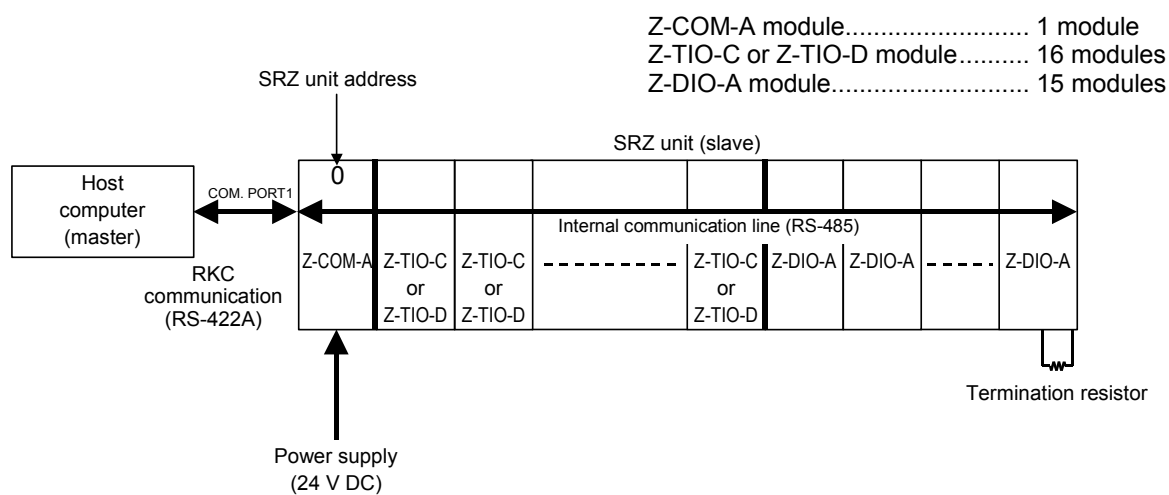 Z-COM-A module.......................... 1 module
Z-TIO-C or Z-TIO-D module.......... 16 modules
Z-DIO-A module............................ 15 modules
SRZ unit address
SRZ unit (slave)
0
Host
computer
(master)
COM. PORT1
Internal communication line (RS-485)
RKC
communication
(RS-422A)
Z-COM-A
Z-TIO-C
or
Z-TIO-D
Z-TIO-C
or
Z-TIO-D
Z-TIO-C
or
Z-TIO-D
Z-DIO-A
Z-DIO-A
Z-DIO-A
Termination resistor
Power supply
(24 V DC)